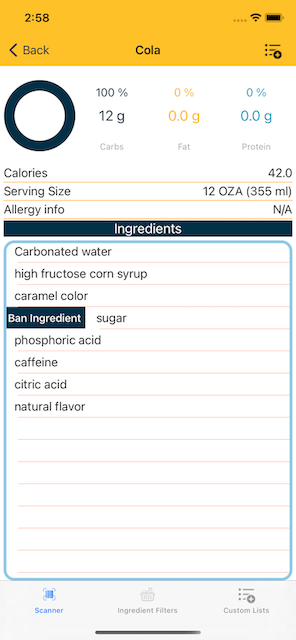 2:58
Back
Cola
100 %
0 %
0 %
12 g
0.0 g
0.0 g
Carbs
Fat
Protein
Calories
42.0
Serving Size
12 OZA (355 ml)
Allergy info
N/A
Ingredients
Carbonated water
high fructose corn syrup
caramel color
Ban Ingredient
sugar
phosphoric acid
caffeine
citric acid
natural flavor
Scanner
Ingredient Filters
Custom Lists